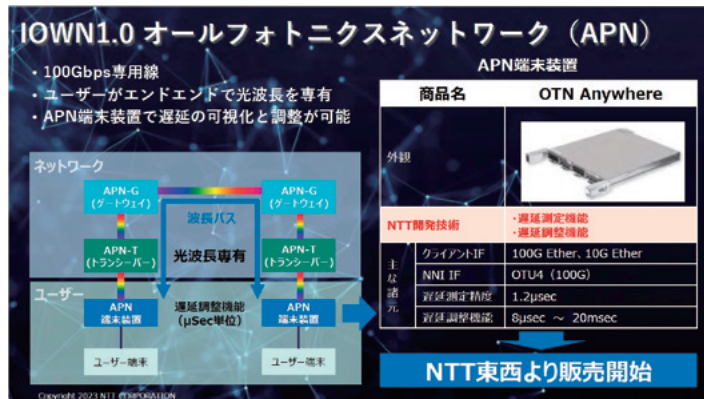 IOWN1.0 オールフォトニクスネットワーク（APN）
・100Gbps専用線
・ユーザーがエンドエンドで光波長を専有
・APN端末装置で遅延の可視化と調整が可能
ネットワーク
APN-G
(ゲートウェイ)
APN-G
(ゲートウェイ)
波長パス
APN-T
(トランシーバー)
光波長専有
APN-T
(トランシーバー)
ユーザー
APN
端末装置
遅延調整機能
(μSec単位)
APN
端末装置
ユーザー端末
ユーザー端末
APN端末装置
商品名 OTN Anywhere
外観
NTT開発技術 ・遅延測定機能
・遅延調整機能
主な諸元
クライアントIF 100G Ether、10G Ether
NNI IF OTU4（100G）
遅延測定精度 1.2μsec
遅延調整機能 8μsec ～ 20msec
NTT東西より販売開始
Copyright 2023 NTT CORPORATION